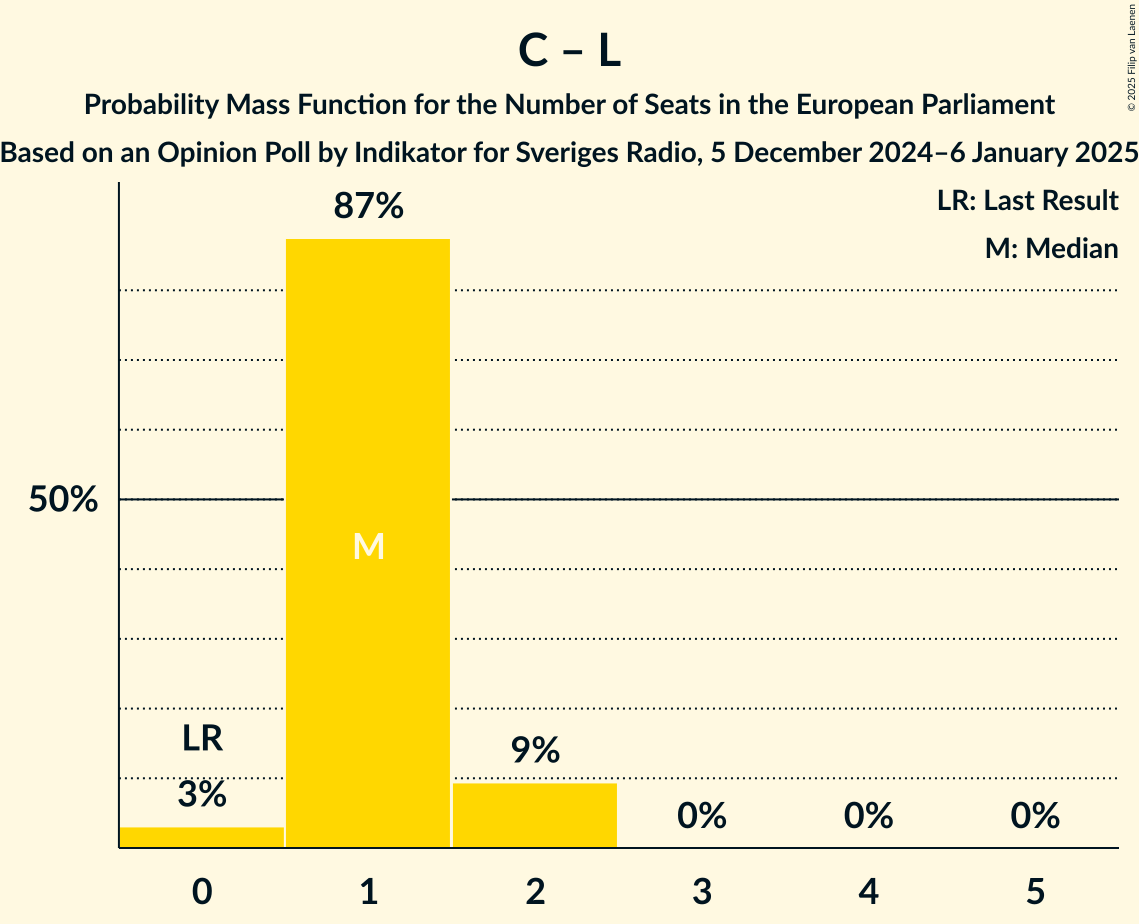 C – L
Probability Mass Function for the Number of Seats in the European Parliament
Based on an Opinion Poll by Indikator for Sveriges Radio, 5 December 2024–6 January 2025
© 2025 Filip van Laenen
LR: Last Result
M: Median
87%
50%
M
LR
3%
9%
0%
0%
0%
0
1
2
3
4
5